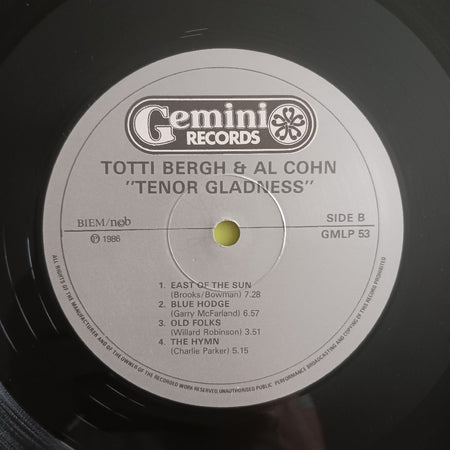 Gemini
RECORDS
TOTTI BERGH & AL COHN
"TENOR GLADNESS"
BIEM/ncb
SIDE B
℗ 1986
GMLP 53
1. EAST OF THE SUN
(Brooks/Bowman) 7.28
2. BLUE HODGE
(Garry McFarland) 6.57
3. OLD FOLKS
(Willard Robinson) 3.51
4. THE HYMN
(Charlie Parker) 5.15
ALL RIGHTS OF THE MANUFACTURER AND OF THE OWNER OF THE RECORDED WORK RESERVED. UNAUTHORISED PUBLIC PERFORMANCE BROADCASTING AND COPYING OF THIS RECORD PROHIBITED